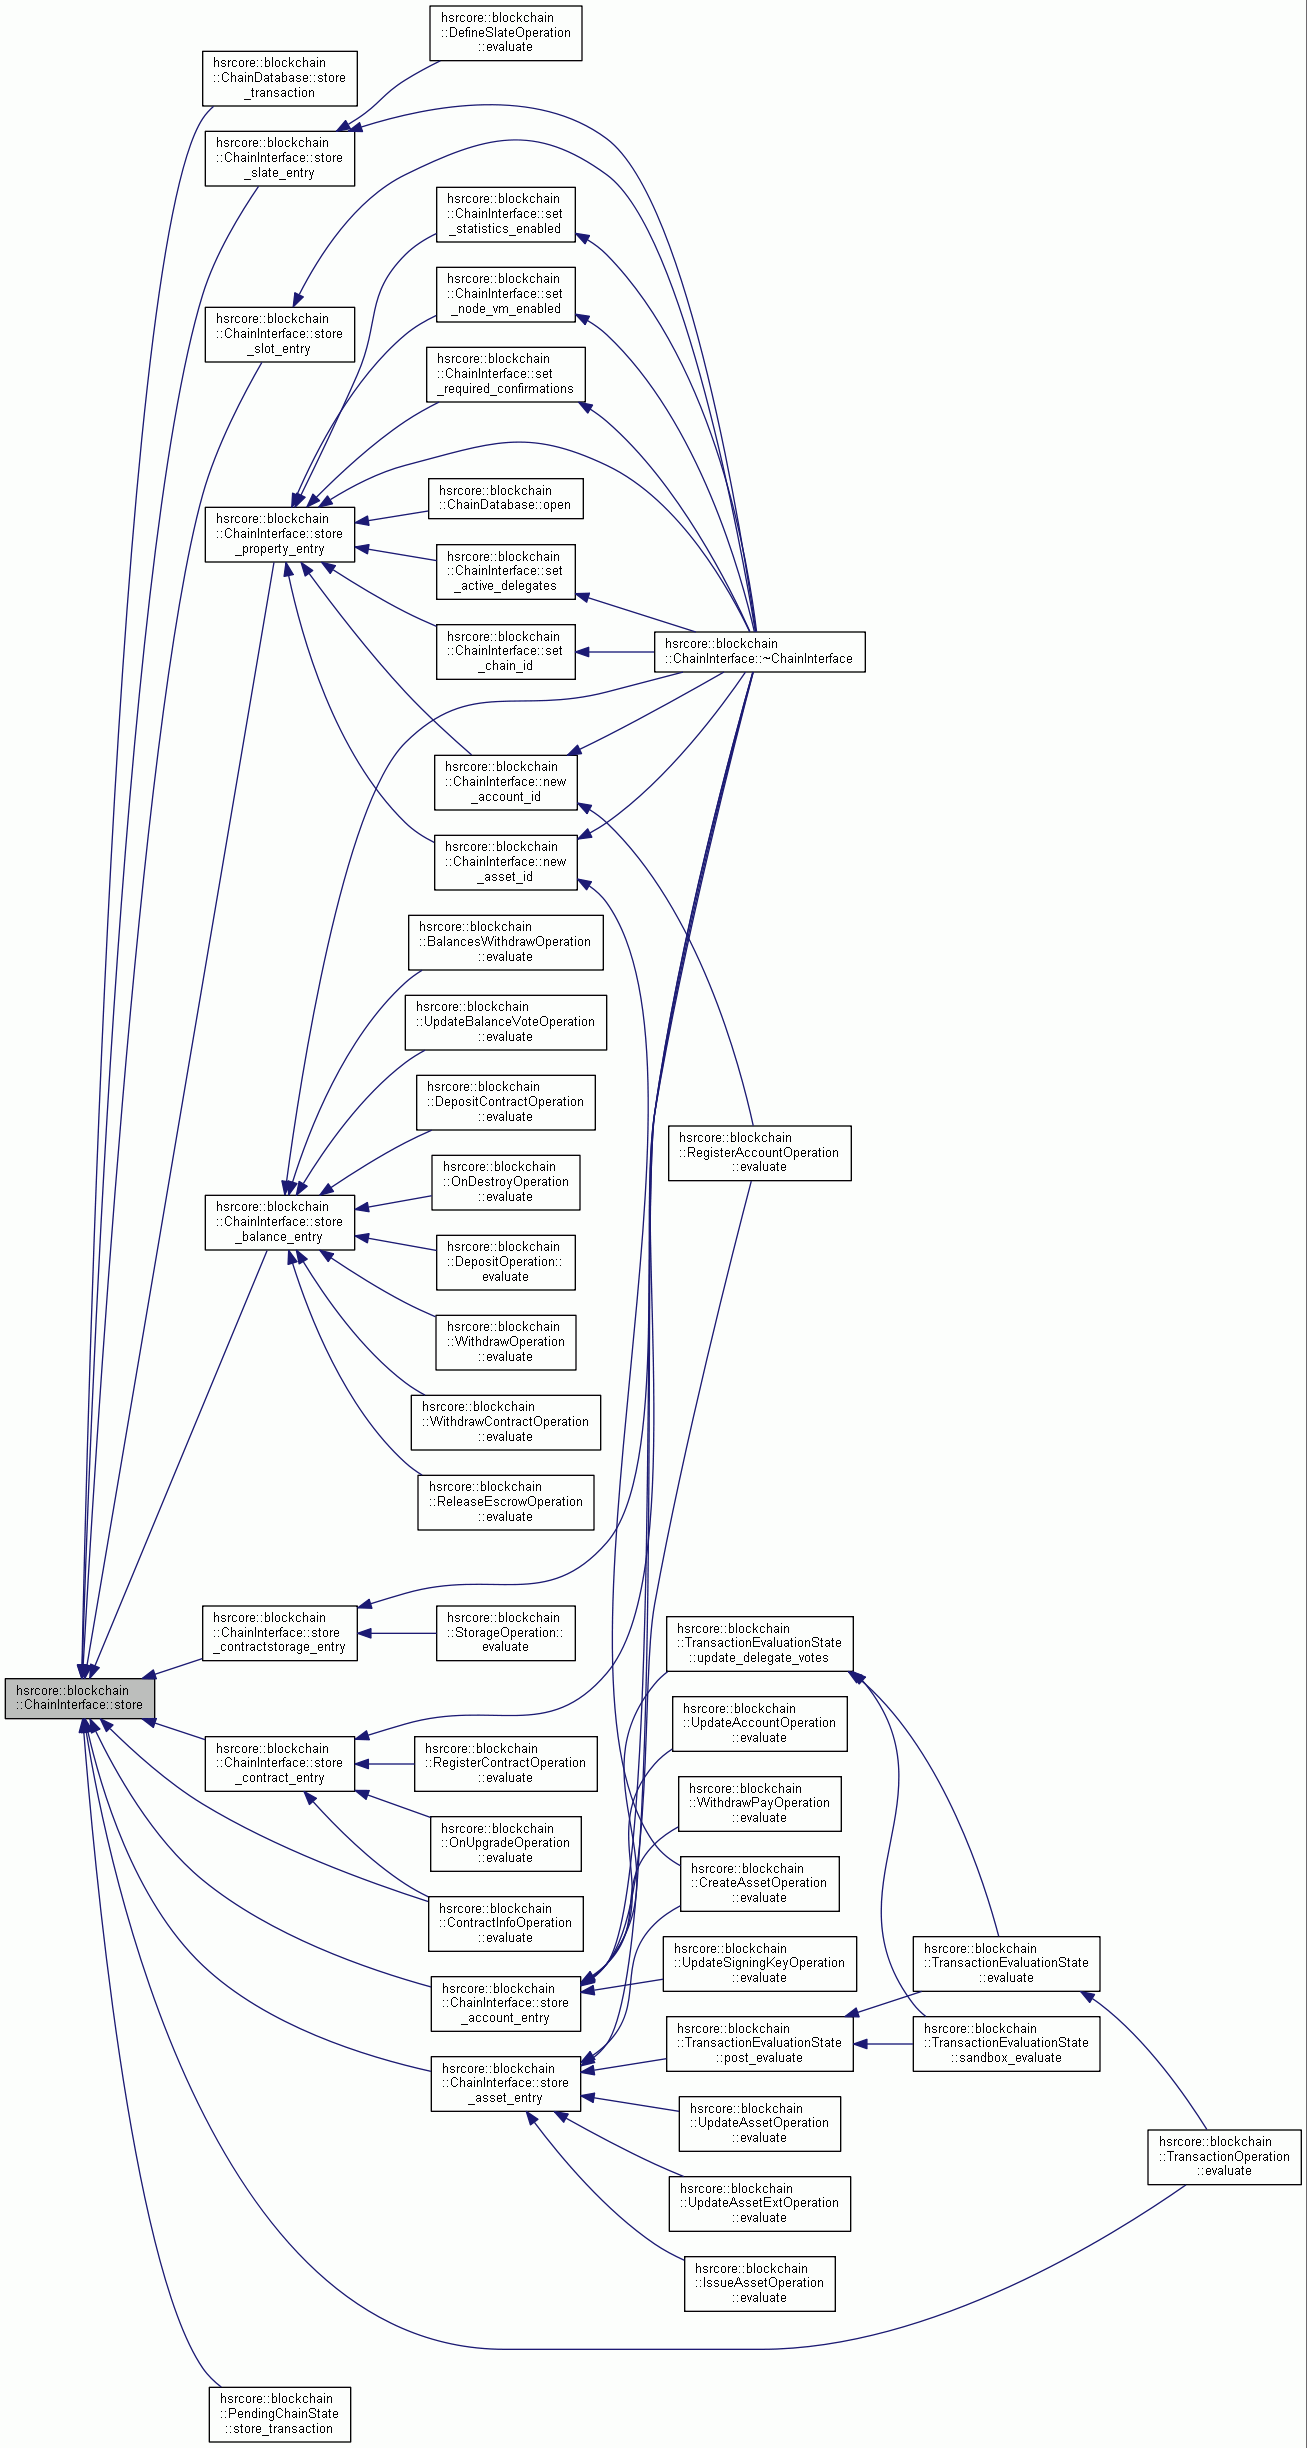 hsrcore::blockchain
::DefineSlateOperation
::evaluate
hsrcore::blockchain
::ChainDatabase::store
_transaction
hsrcore::blockchain
::ChainInterface::store
_slate_entry
hsrcore::blockchain
::ChainInterface::set
_statistics_enabled
hsrcore::blockchain
::ChainInterface::set
_node_vm_enabled
hsrcore::blockchain
::ChainInterface::store
_slot_entry
hsrcore::blockchain
::ChainInterface::set
_required_confirmations
hsrcore::blockchain
::ChainDatabase::open
hsrcore::blockchain
::ChainInterface::store
_property_entry
hsrcore::blockchain
::ChainInterface::set
_active_delegates
hsrcore::blockchain
::ChainInterface::set
_chain_id
hsrcore::blockchain
::ChainInterface::~ChainInterface
hsrcore::blockchain
::ChainInterface::new
_account_id
hsrcore::blockchain
::ChainInterface::new
_asset_id
hsrcore::blockchain
::BalancesWithdrawOperation
::evaluate
hsrcore::blockchain
::UpdateBalanceVoteOperation
::evaluate
hsrcore::blockchain
::DepositContractOperation
::evaluate
hsrcore::blockchain
::RegisterAccountOperation
::evaluate
hsrcore::blockchain
::OnDestroyOperation
::evaluate
hsrcore::blockchain
::ChainInterface::store
_balance_entry
hsrcore::blockchain
::DepositOperation::
evaluate
hsrcore::blockchain
::WithdrawOperation
::evaluate
hsrcore::blockchain
::WithdrawContractOperation
::evaluate
hsrcore::blockchain
::ReleaseEscrowOperation
::evaluate
hsrcore::blockchain
::ChainInterface::store
_contractstorage_entry
hsrcore::blockchain
::StorageOperation::
evaluate
hsrcore::blockchain
::TransactionEvaluationState
::update_delegate_votes
hsrcore::blockchain
::ChainInterface::store
hsrcore::blockchain
::UpdateAccountOperation
::evaluate
hsrcore::blockchain
::ChainInterface::store
_contract_entry
hsrcore::blockchain
::RegisterContractOperation
::evaluate
hsrcore::blockchain
::WithdrawPayOperation
::evaluate
hsrcore::blockchain
::OnUpgradeOperation
::evaluate
hsrcore::blockchain
::CreateAssetOperation
::evaluate
hsrcore::blockchain
::ContractInfoOperation
::evaluate
hsrcore::blockchain
::UpdateSigningKeyOperation
::evaluate
hsrcore::blockchain
::TransactionEvaluationState
::evaluate
hsrcore::blockchain
::ChainInterface::store
_account_entry
hsrcore::blockchain
::TransactionEvaluationState
::post_evaluate
hsrcore::blockchain
::TransactionEvaluationState
::sandbox_evaluate
hsrcore::blockchain
::ChainInterface::store
_asset_entry
hsrcore::blockchain
::UpdateAssetOperation
::evaluate
hsrcore::blockchain
::TransactionOperation
::evaluate
hsrcore::blockchain
::UpdateAssetExtOperation
::evaluate
hsrcore::blockchain
::IssueAssetOperation
::evaluate
hsrcore::blockchain
::PendingChainState
::store_transaction